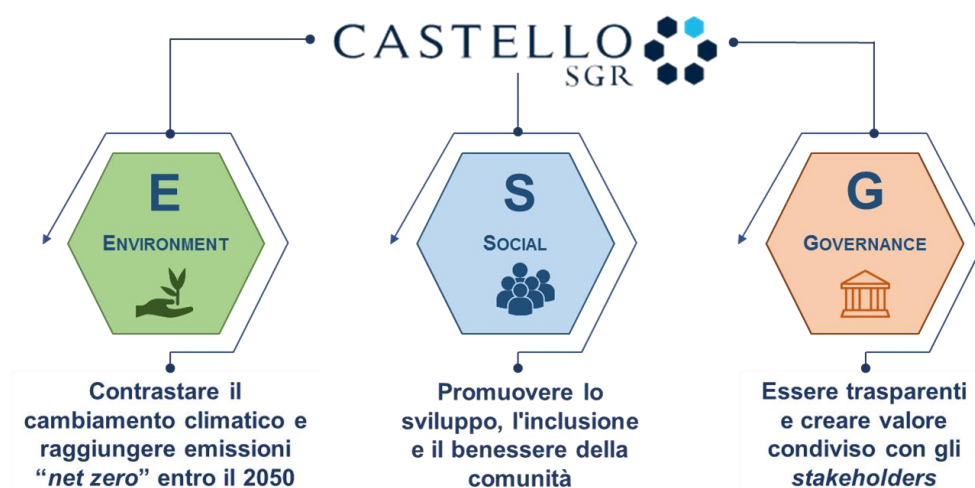 CASTELLO
SGR
E
ENVIRONMENT
Contrastare il
cambiamento climatico e
raggiungere emissioni
“net zero” entro il 2050
S
SOCIAL
Promuovere lo
sviluppo, l'inclusione
e il benessere della
comunità
G
GOVERNANCE
Essere trasparenti
e creare valore
condiviso con gli
stakeholders